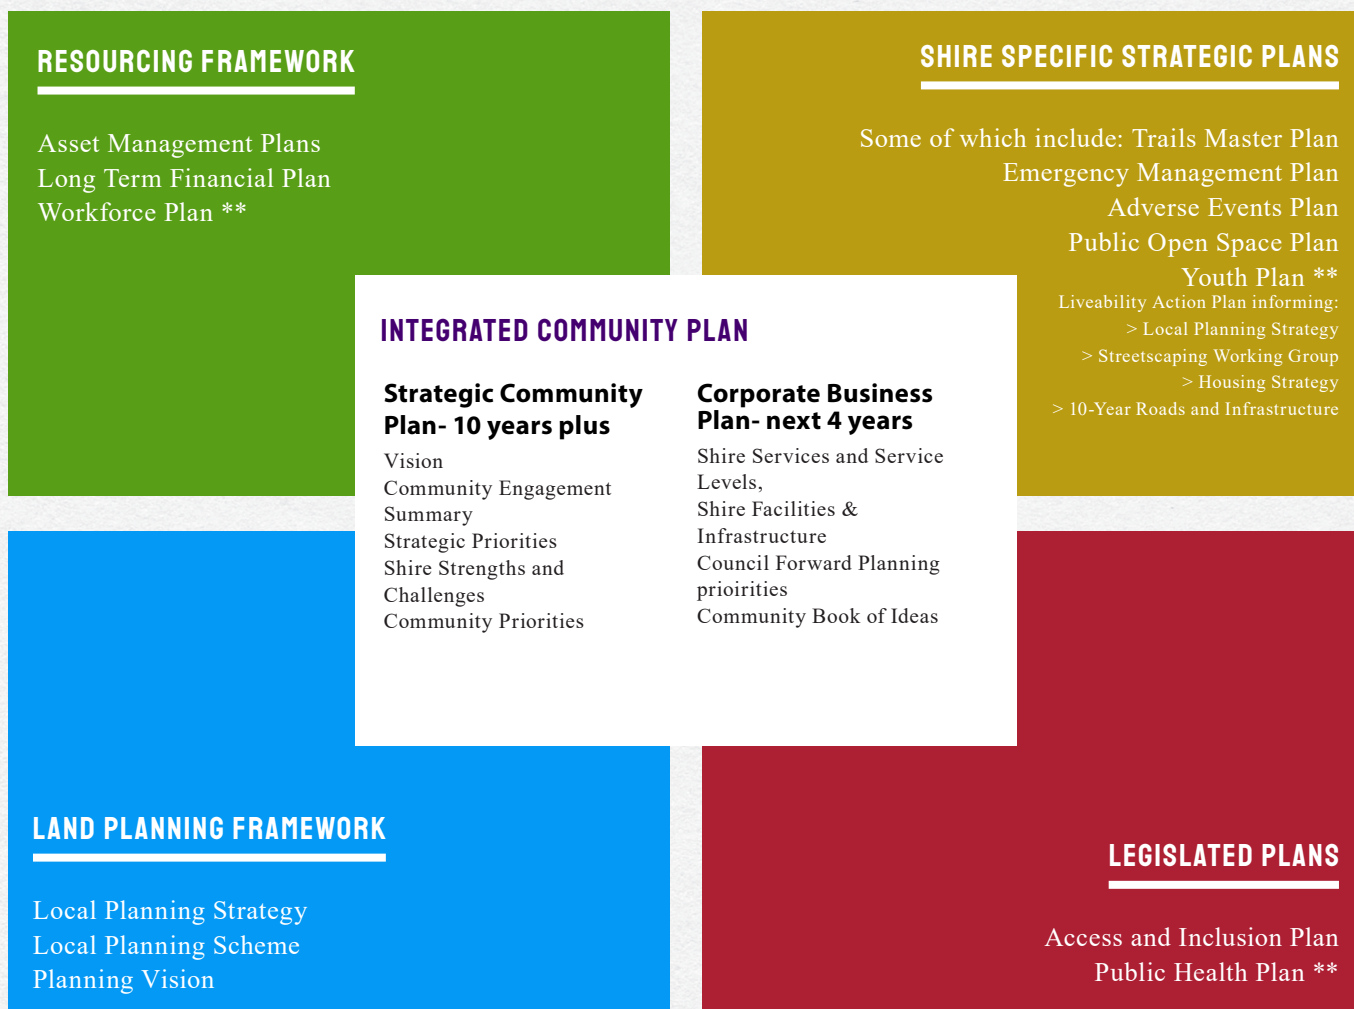 RESOURCING FRAMEWORK
Asset Management Plans
Long Term Financial Plan
Workforce Plan **
SHIRE SPECIFIC STRATEGIC PLANS
Some of which include: Trails Master Plan
Emergency Management Plan
Adverse Events Plan
Public Open Space Plan
Youth Plan **
Liveability Action Plan informing:
> Local Planning Strategy
> Streetscaping Working Group
> Housing Strategy
> 10-Year Roads and Infrastructure
INTEGRATED COMMUNITY PLAN
Strategic Community
Plan- 10 years plus
Vision
Community Engagement
Summary
Strategic Priorities
Shire Strengths and
Challenges
Community Priorities
Corporate Business
Plan- next 4 years
Shire Services and Service
Levels,
Shire Facilities &
Infrastructure
Council Forward Planning
prioirities
Community Book of Ideas
LAND PLANNING FRAMEWORK
Local Planning Strategy
Local Planning Scheme
Planning Vision
LEGISLATED PLANS
Access and Inclusion Plan
Public Health Plan **